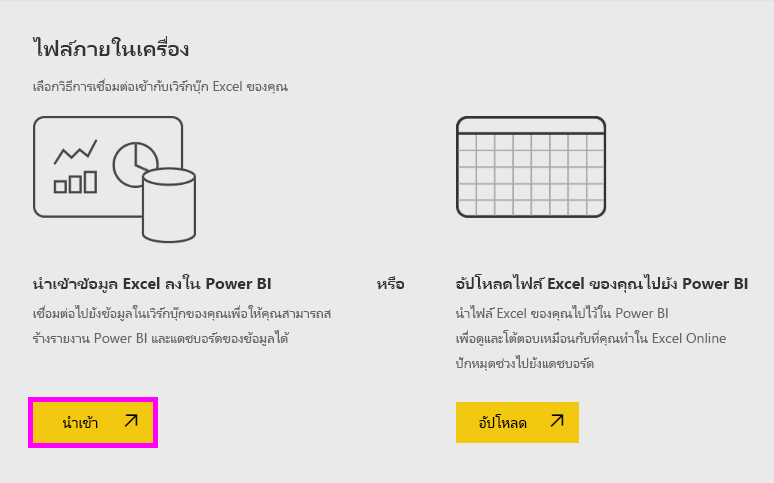 ไฟล์ภายในเครื่อง
เลือกวิธีการเชื่อมต่อเข้ากับเวิร์กบุ๊ก Excel ของคุณ
นำเข้าข้อมูล Excel ลงใน Power BI
เชื่อมต่อไปยังข้อมูลในเวิร์กบุ๊กของคุณเพื่อให้คุณสามารถส
ร้างรายงาน Power BI และแดชบอร์ดของข้อมูลได้
นำเข้า
หรือ
อัปโหลดไฟล์ Excel ของคุณไปยัง Power BI
นำไฟล์ Excel ของคุณไปไว้ใน Power BI
เพื่อดูและโต้ตอบเหมือนกับที่คุณทำใน Excel Online
ปักหมุดช่วงไปยังแดชบอร์ด
อัปโหลด